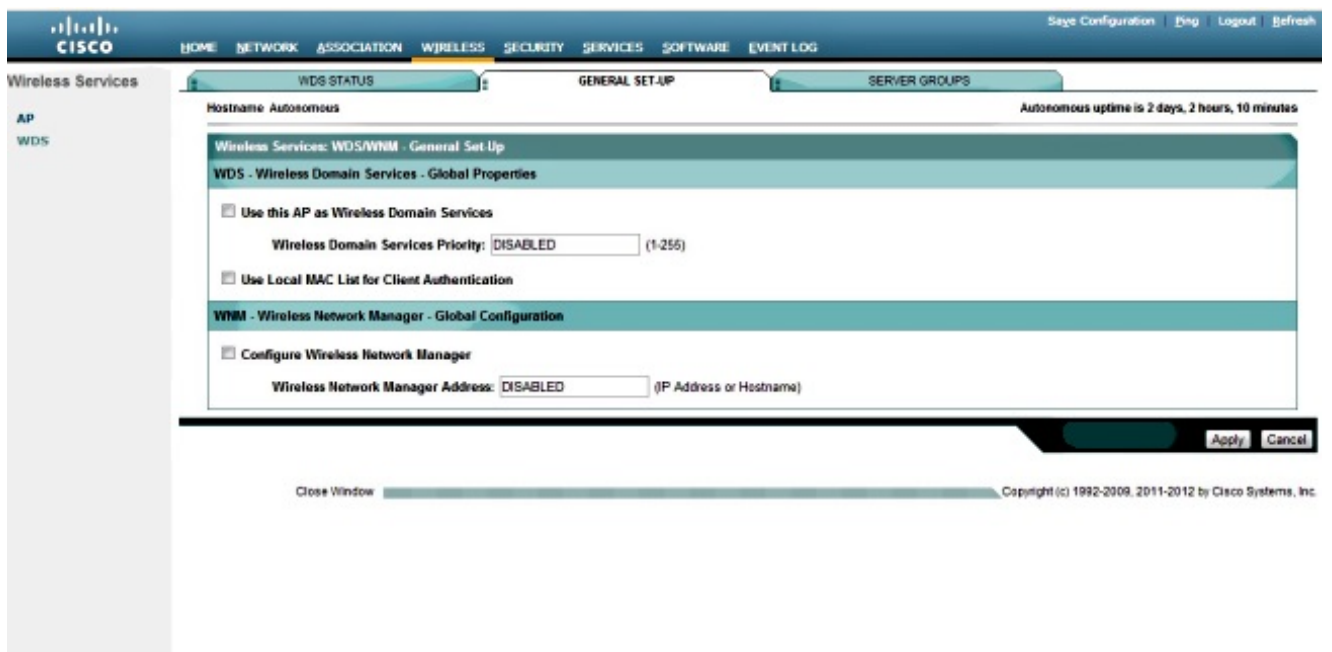 Save Configuration | Ping | Logout | Refresh
CISCO
HOME NETWORK ASSOCIATION WIRELESS SECURITY SERVICES SOFTWARE EVENT LOG
Wireless Services
AP
WDS
WDS STATUS GENERAL SET-UP SERVER GROUPS
Hostname Autonomous Autonomous uptime is 2 days, 2 hours, 10 minutes
Wireless Services: WDS/WNM - General Set-Up
WDS - Wireless Domain Services - Global Properties
Use this AP as Wireless Domain Services
Wireless Domain Services Priority: DISABLED (1-255)
Use Local MAC List for Client Authentication
WNM - Wireless Network Manager - Global Configuration
Configure Wireless Network Manager
Wireless Network Manager Address: DISABLED (IP Address or Hostname)
Apply Cancel
Close Window Copyright (c) 1992-2009, 2011-2012 by Cisco Systems, Inc.